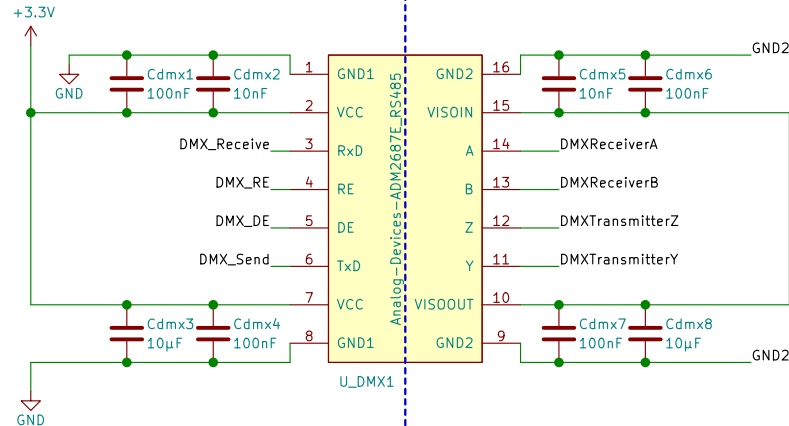 +3.3V
GND
Cdmx1
100nF
Cdmx2
10nF
1
GND1
2
VCC
DMX_Receive
3
RxD
DMX_RE
4
RE
DMX_DE
5
DE
DMX_Send
6
TxD
7
VCC
8
GND1
Cdmx3
10µF
Cdmx4
100nF
GND
Analog-Devices-ADM2687E_RS485
U_DMX1
GND2
16
GND2
Cdmx5
10nF
Cdmx6
100nF
VISOIN
15
A
14
DMXReceiverA
B
13
DMXReceiverB
Z
12
DMXTransmitterZ
Y
11
DMXTransmitterY
VISOOUT
10
GND2
9
Cdmx7
100nF
Cdmx8
10µF
GND2